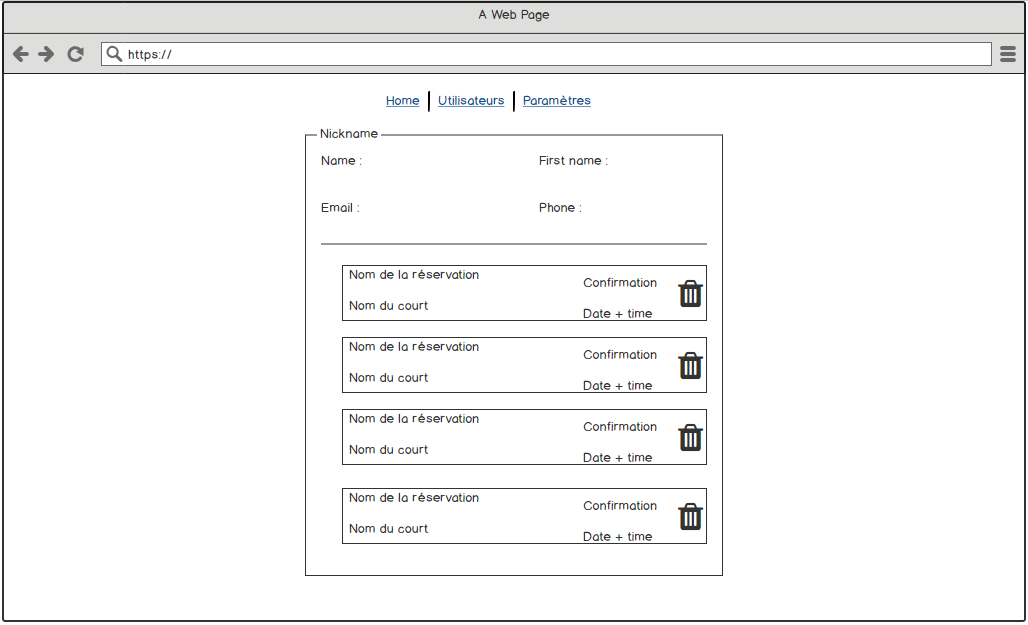 A Web Page
https://
Home Utilisateurs Paramètres
Nickname
Name : First name :
Email : Phone :
Nom de la réservation Confirmation
Nom du court Date + time
Nom de la réservation Confirmation
Nom du court Date + time
Nom de la réservation Confirmation
Nom du court Date + time
Nom de la réservation Confirmation
Nom du court Date + time